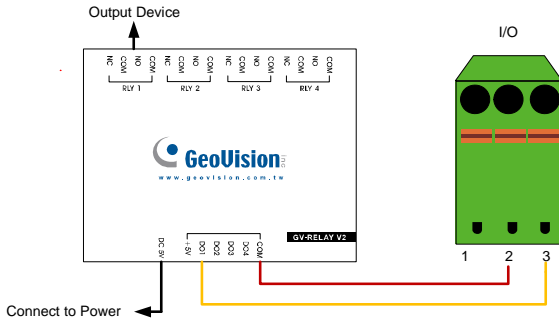 Output Device
I/O
NC COM NO COM NC COM NO COM NC COM NO COM NC COM NO COM
RLY 1 RLY 2 RLY 3 RLY 4
GeoVision inc
www.geovision.com.tw
GV-RELAY V2
DC 5V +5V DO1 DO2 DO3 DO4 COM
1 2 3
Connect to Power